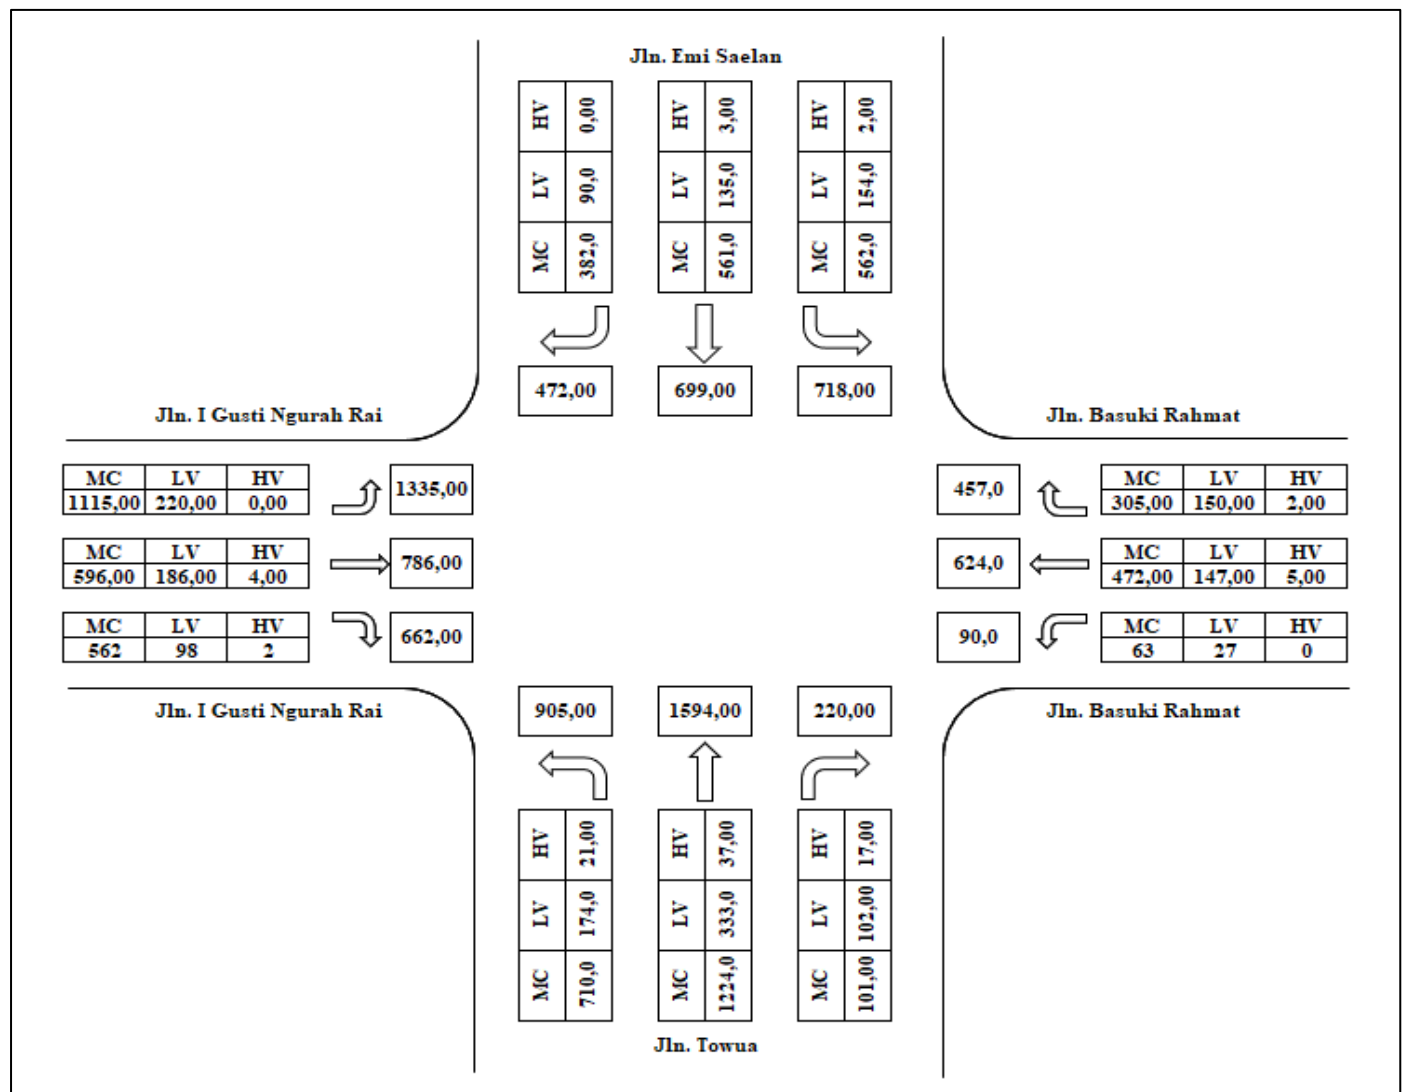 Jln. Emi Saelan
HV 0,00
LV 90,0
MC 382,0
HV 3,00
LV 135,0
MC 561,0
HV 2,00
LV 154,0
MC 562,0
472,00 699,00 718,00
Jln. I Gusti Ngurah Rai
Jln. Basuki Rahmat
MC LV HV
1115,00 220,00 0,00
1335,00
MC LV HV
596,00 186,00 4,00
786,00
MC LV HV
562 98 2
662,00
457,0
MC LV HV
305,00 150,00 2,00
624,0
MC LV HV
472,00 147,00 5,00
90,0
MC LV HV
63 27 0
Jln. I Gusti Ngurah Rai
Jln. Basuki Rahmat
905,00 1594,00 220,00
HV 21,00
LV 174,0
MC 710,0
HV 37,00
LV 333,0
MC 1224,0
HV 17,00
LV 102,00
MC 101,00
Jln. Towua